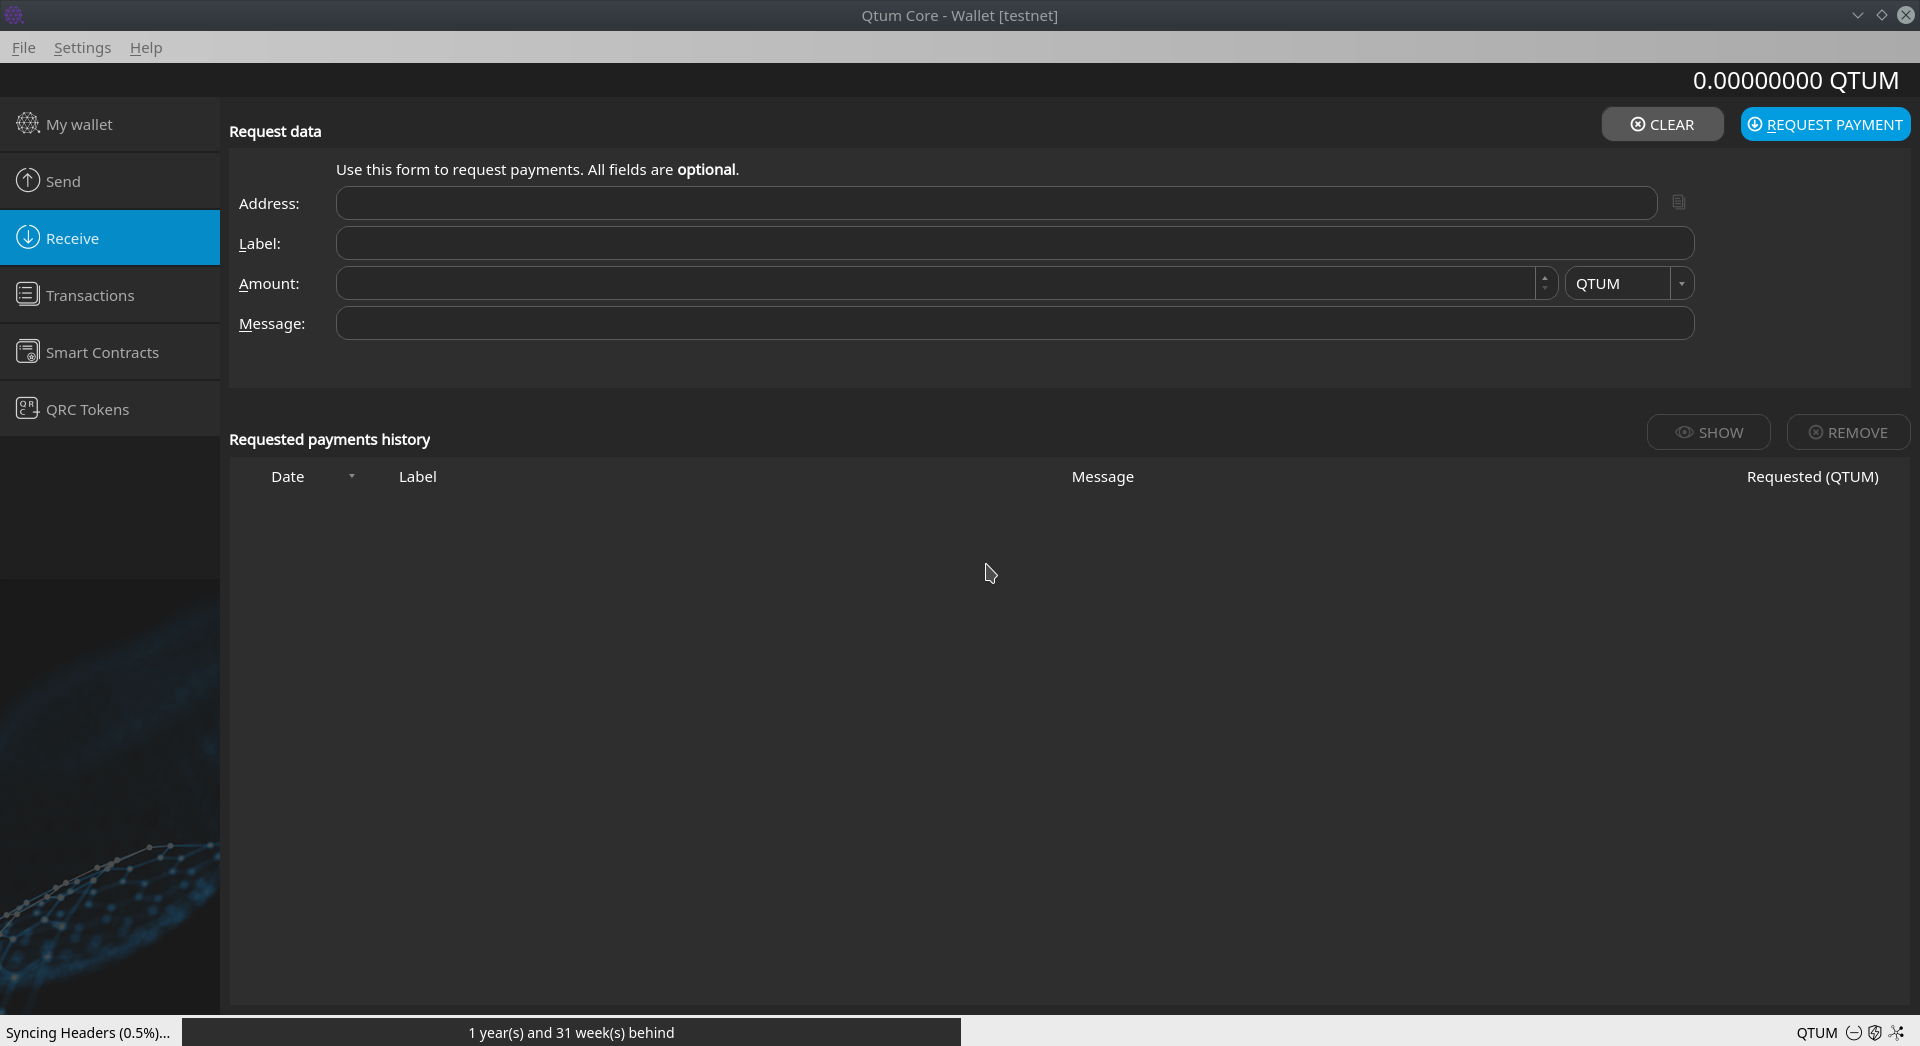 Qtum Core - Wallet [testnet]
File Settings Help
0.00000000 QTUM
My wallet
Send
Receive
Transactions
Smart Contracts
QRC Tokens
Request data
CLEAR
REQUEST PAYMENT
Use this form to request payments. All fields are optional.
Address:
Label:
Amount:
QTUM
Message:
Requested payments history
SHOW
REMOVE
Date Label Message Requested (QTUM)
Syncing Headers (0.5%)...
1 year(s) and 31 week(s) behind
QTUM